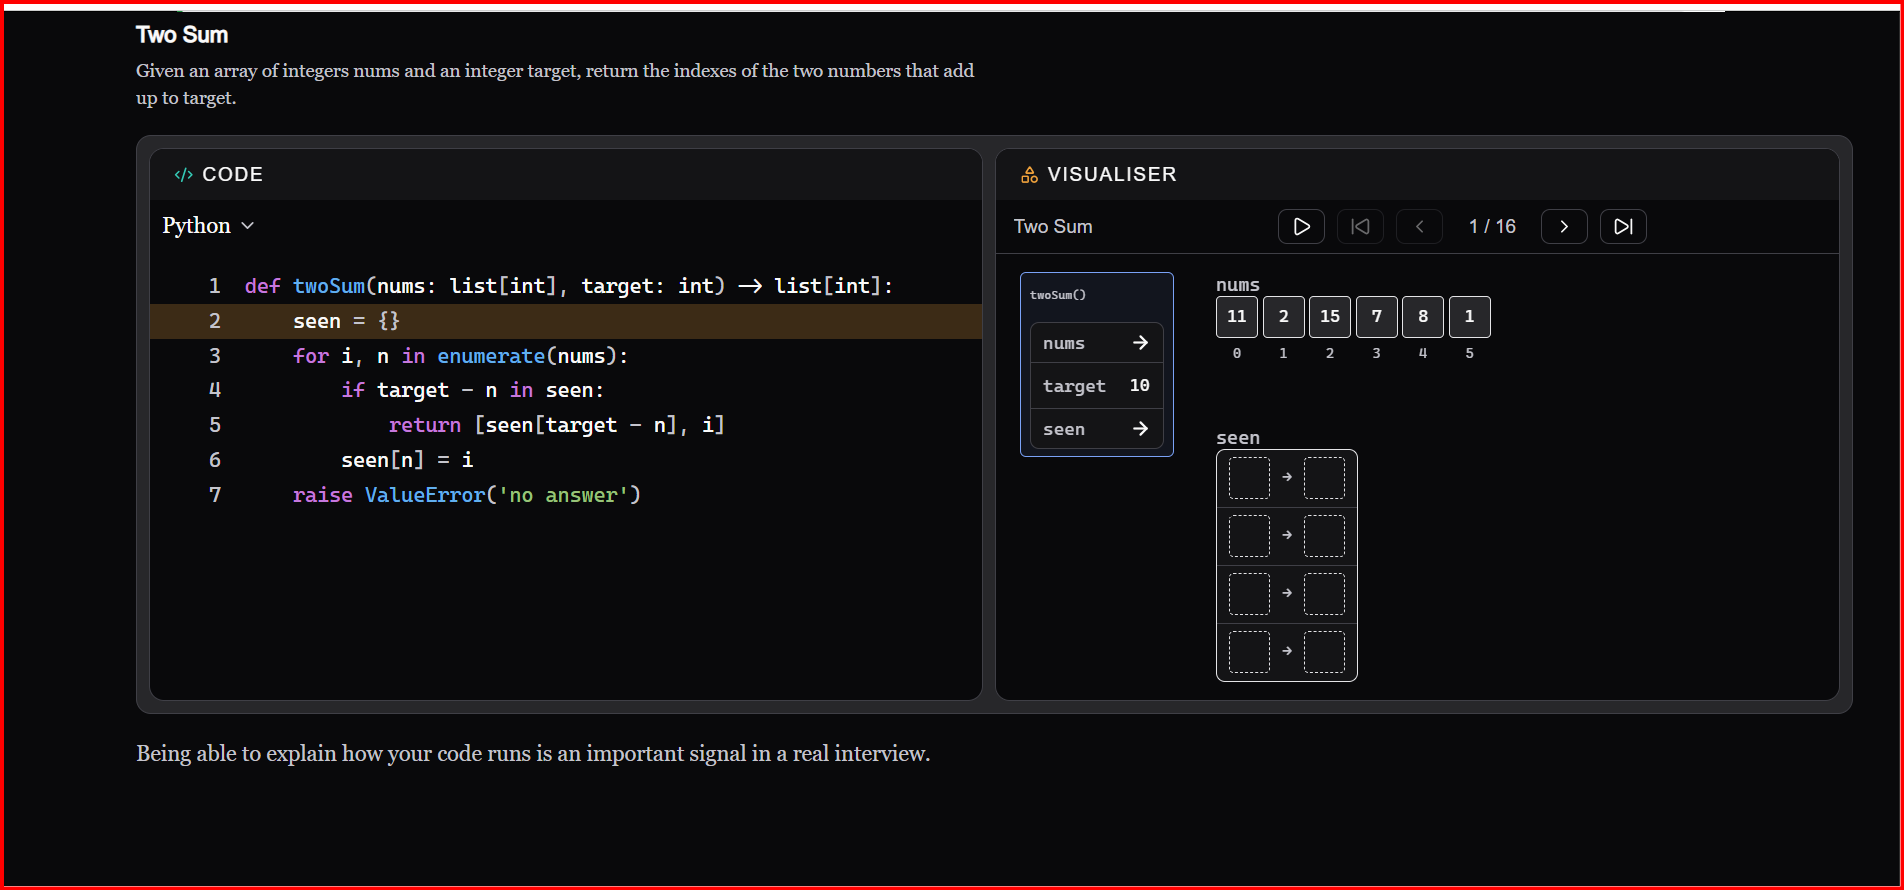 Two Sum
Given an array of integers nums and an integer target, return the indexes of the two numbers that add
up to target.
</> CODE
Python
1 def twoSum(nums: list[int], target: int) -> list[int]:
2 seen = {}
3 for i, n in enumerate(nums):
4 if target - n in seen:
5 return [seen[target - n], i]
6 seen[n] = i
7 raise ValueError('no answer')
VISUALISER
Two Sum
1 / 16
twoSum()
nums →
target 10
seen →
nums
11 2 15 7 8 1
0 1 2 3 4 5
seen
→
→
→
→
Being able to explain how your code runs is an important signal in a real interview.